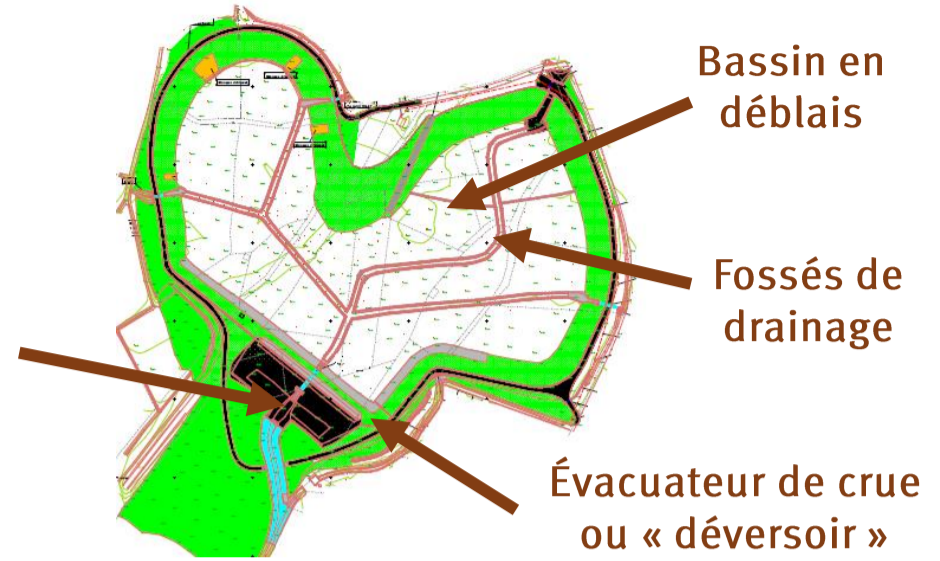 Bassin en
déblais
Fossés de
drainage
Évacuateur de crue
ou « déversoir »